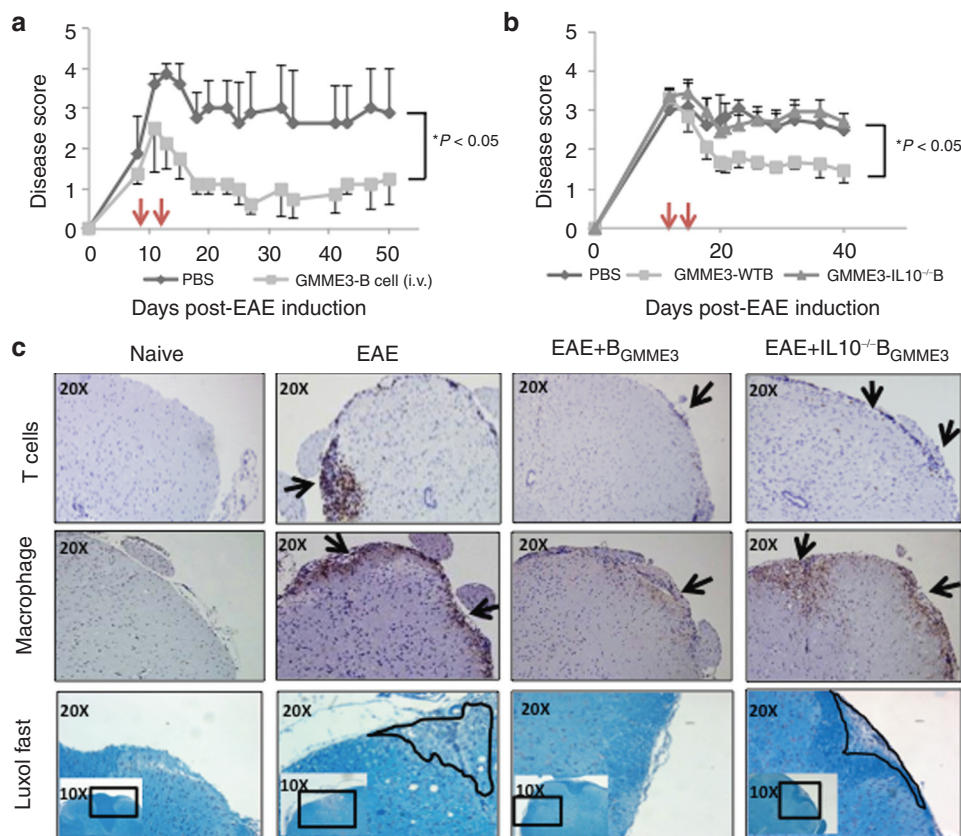 a
5
4
3
2
1
0
Disease score
*P < 0.05
0 10 20 30 40 50
PBS GMME3-B cell (i.v.)
Days post-EAE induction
b
5
4
3
2
1
0
Disease score
*P < 0.05
0 20 40
PBS GMME3-WTB GMME3-IL10⁻/⁻B
Days post-EAE induction
c
Naive EAE EAE+B_GMME3 EAE+IL10⁻/⁻B_GMME3
T cells
20X 20X 20X 20X
Macrophage
20X 20X 20X 20X
Luxol fast
20X 20X 20X 20X
10X 10X 10X 10X